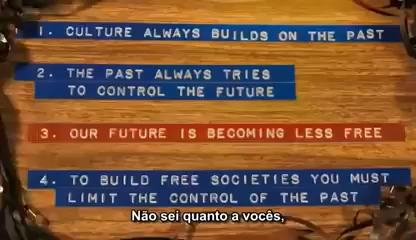 1. CULTURE ALWAYS BUILDS ON THE PAST
2. THE PAST ALWAYS TRIES
TO CONTROL THE FUTURE
3. OUR FUTURE IS BECOMING LESS FREE
4. TO BUILD FREE SOCIETIES YOU MUST
LIMIT THE CONTROL OF THE PAST
Não sei quanto a vocês,